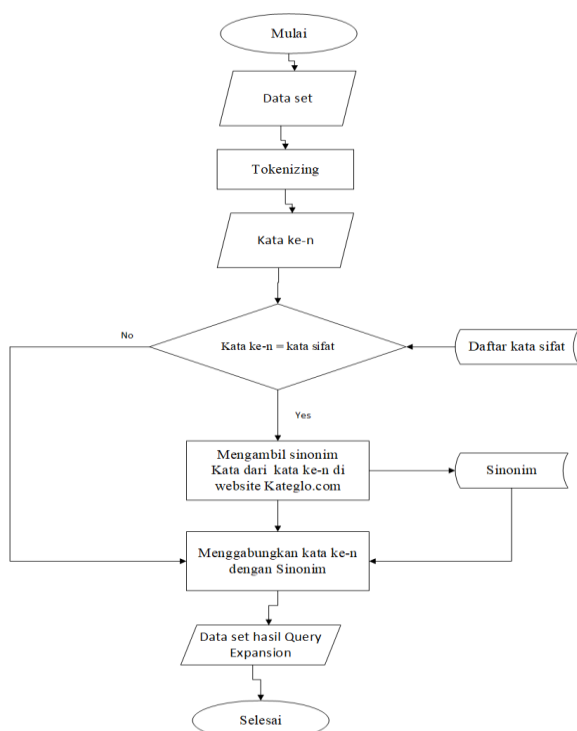 Mulai
Data set
Tokenizing
Kata ke-n
No
Kata ke-n = kata sifat
Daftar kata sifat
Yes
Mengambil sinonim
Kata dari kata ke-n di
website Kateglo.com
Sinonim
Menggabungkan kata ke-n
dengan Sinonim
Data set hasil Query
Expansion
Selesai